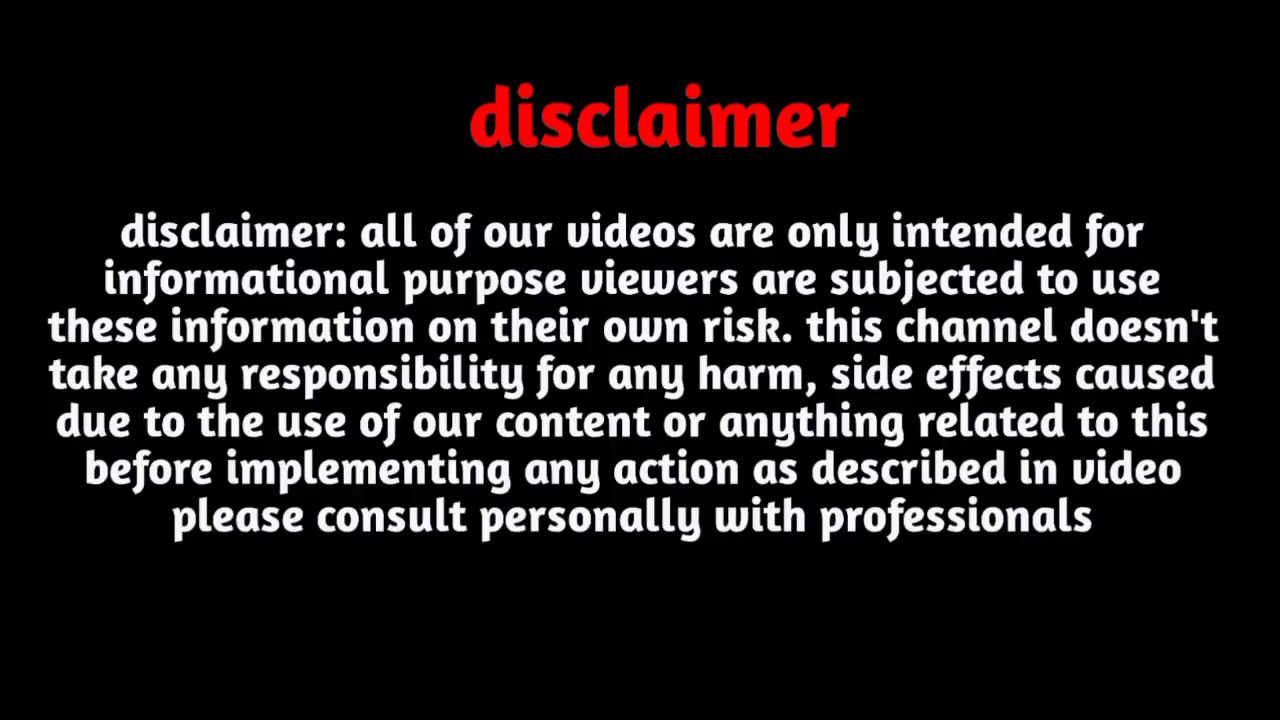 disclaimer
disclaimer: all of our videos are only intended for
informational purpose viewers are subjected to use
these information on their own risk. this channel doesn't
take any responsibility for any harm, side effects caused
due to the use of our content or anything related to this
before implementing any action as described in video
please consult personally with professionals